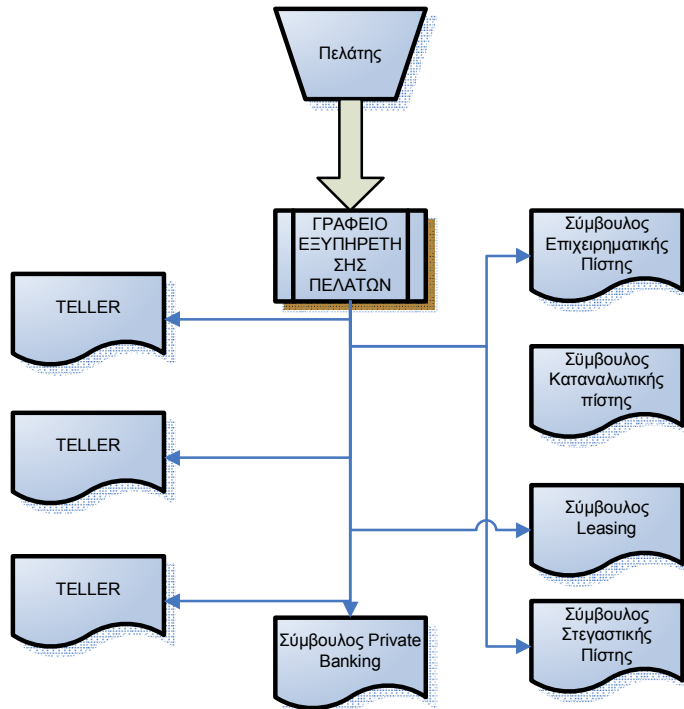 Πελάτης
ΓΡΑΦΕΙΟ
ΕΞΥΠΗΡΕΤΗ
ΣΗΣ
ΠΕΛΑΤΩΝ
TELLER
TELLER
TELLER
Σύμβουλος Private
Banking
Σύμβουλος
Επιχειρηματικής
Πίστης
Σϋμβουλος
Καταναλωτικής
πίστης
Σύμβουλος
Leasing
Σύμβουλος
Στεγαστικής
Πίστης